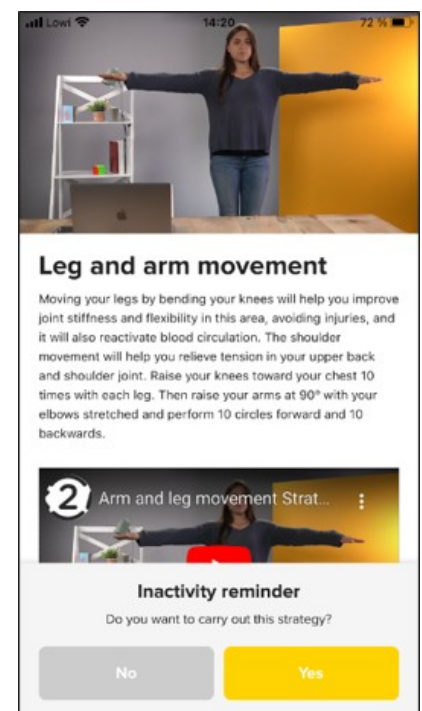 Lowi 14:20 72 %
Leg and arm movement
Moving your legs by bending your knees will help you improve
joint stiffness and flexibility in this area, avoiding injuries, and
it will also reactivate blood circulation. The shoulder
movement will help you relieve tension in your upper back
and shoulder joint. Raise your knees toward your chest 10
times with each leg. Then raise your arms at 90° with your
elbows stretched and perform 10 circles forward and 10
backwards.
2 Arm and leg movement Strat...
Inactivity reminder
Do you want to carry out this strategy?
No Yes